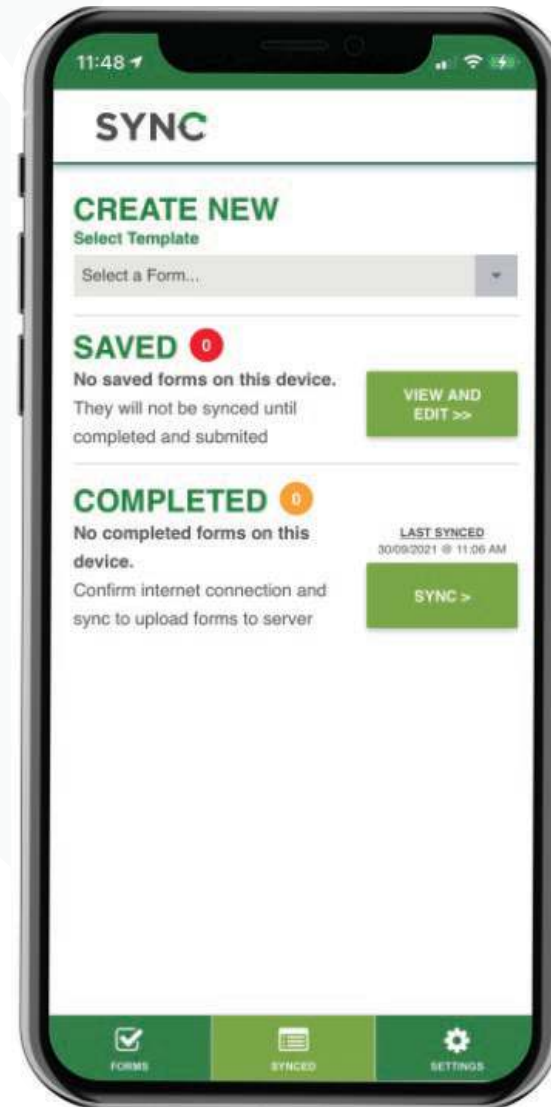 11:48
SYNC
CREATE NEW
Select Template
Select a Form...
SAVED 0
No saved forms on this device.
They will not be synced until
completed and submited
VIEW AND
EDIT >>
COMPLETED 0
No completed forms on this
device.
Confirm internet connection and
sync to upload forms to server
LAST SYNCED
30/09/2021 @ 11:06 AM
SYNC >
FORMS
SYNCED
SETTINGS